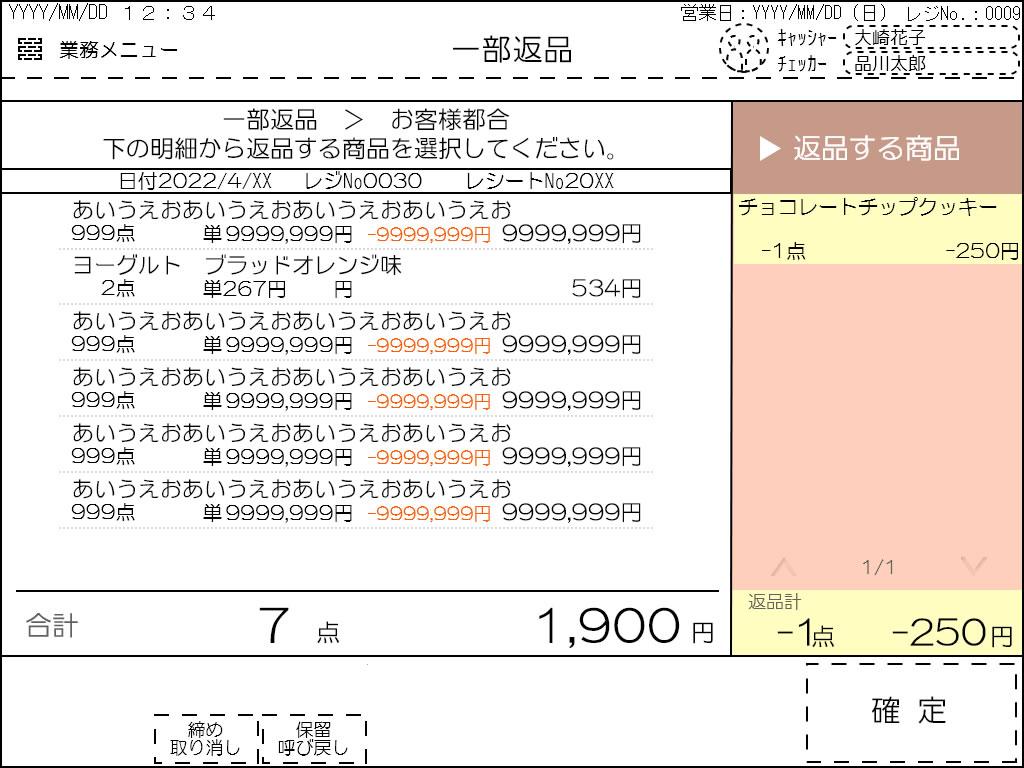 YYYY/MM/DD 12:34
営業日：YYYY/MM/DD (日) レジNo.：0009
業務メニュー
一部返品
ｷｬｯｼｬｰ 大崎花子
ﾁｪｯｶｰ 品川太郎
一部返品 ＞ お客様都合
下の明細から返品する商品を選択してください。
日付2022/4/XX レジNo0030 レシートNo20XX
あいうえおあいうえおあいうえおあいうえお
999点 単9999,999円 -9999,999円 9999,999円
ヨーグルト ブラッドオレンジ味
2点 単267円 円 534円
あいうえおあいうえおあいうえおあいうえお
999点 単9999,999円 -9999,999円 9999,999円
あいうえおあいうえおあいうえおあいうえお
999点 単9999,999円 -9999,999円 9999,999円
あいうえおあいうえおあいうえおあいうえお
999点 単9999,999円 -9999,999円 9999,999円
あいうえおあいうえおあいうえおあいうえお
999点 単9999,999円 -9999,999円 9999,999円
合計 7 点 1,900 円
▶ 返品する商品
チョコレートチップクッキー
-1点 -250円
1/1
返品計
-1点 -250円
締め
取り消し
保留
呼び戻し
確定